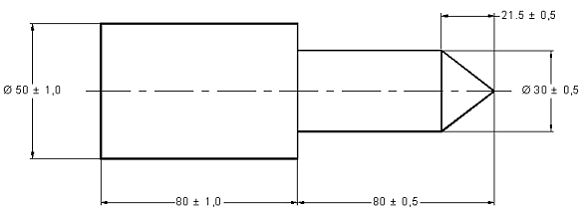 21.5 ± 0,5
Ø 50 ± 1,0
Ø 30 ± 0,5
80 ± 1,0
80 ± 0,5